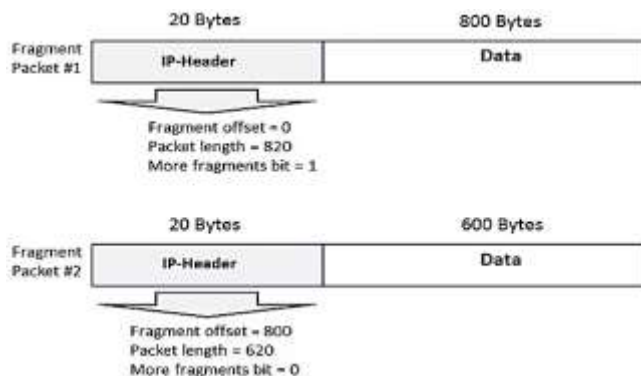 20 Bytes 800 Bytes
Fragment Packet #1 IP-Header Data
Fragment offset = 0
Packet length = 820
More fragments bit = 1
20 Bytes 600 Bytes
Fragment Packet #2 IP-Header Data
Fragment offset = 800
Packet length = 620
More fragments bit = 0